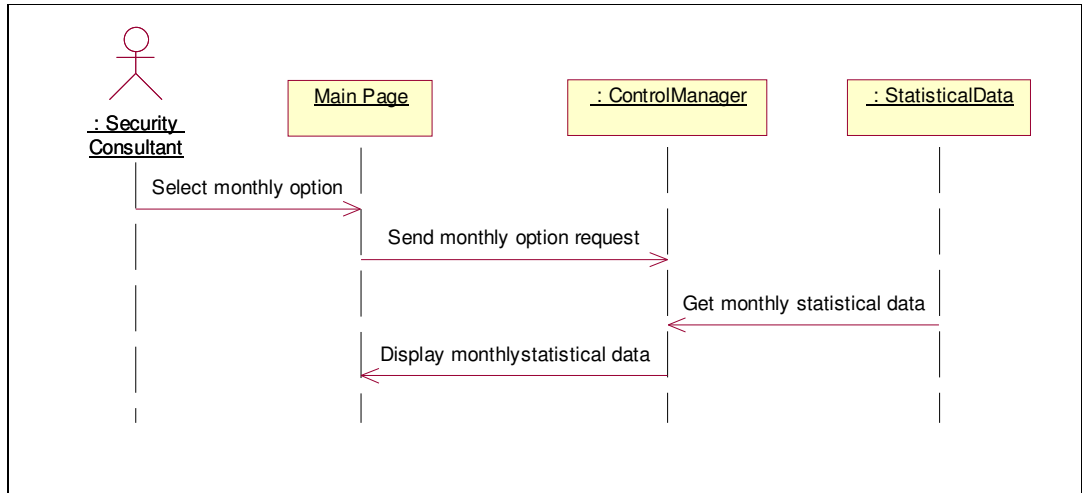 : Security
Consultant
Main Page
: ControlManager
: StatisticalData
Select monthly option
Send monthly option request
Get monthly statistical data
Display monthlystatistical data